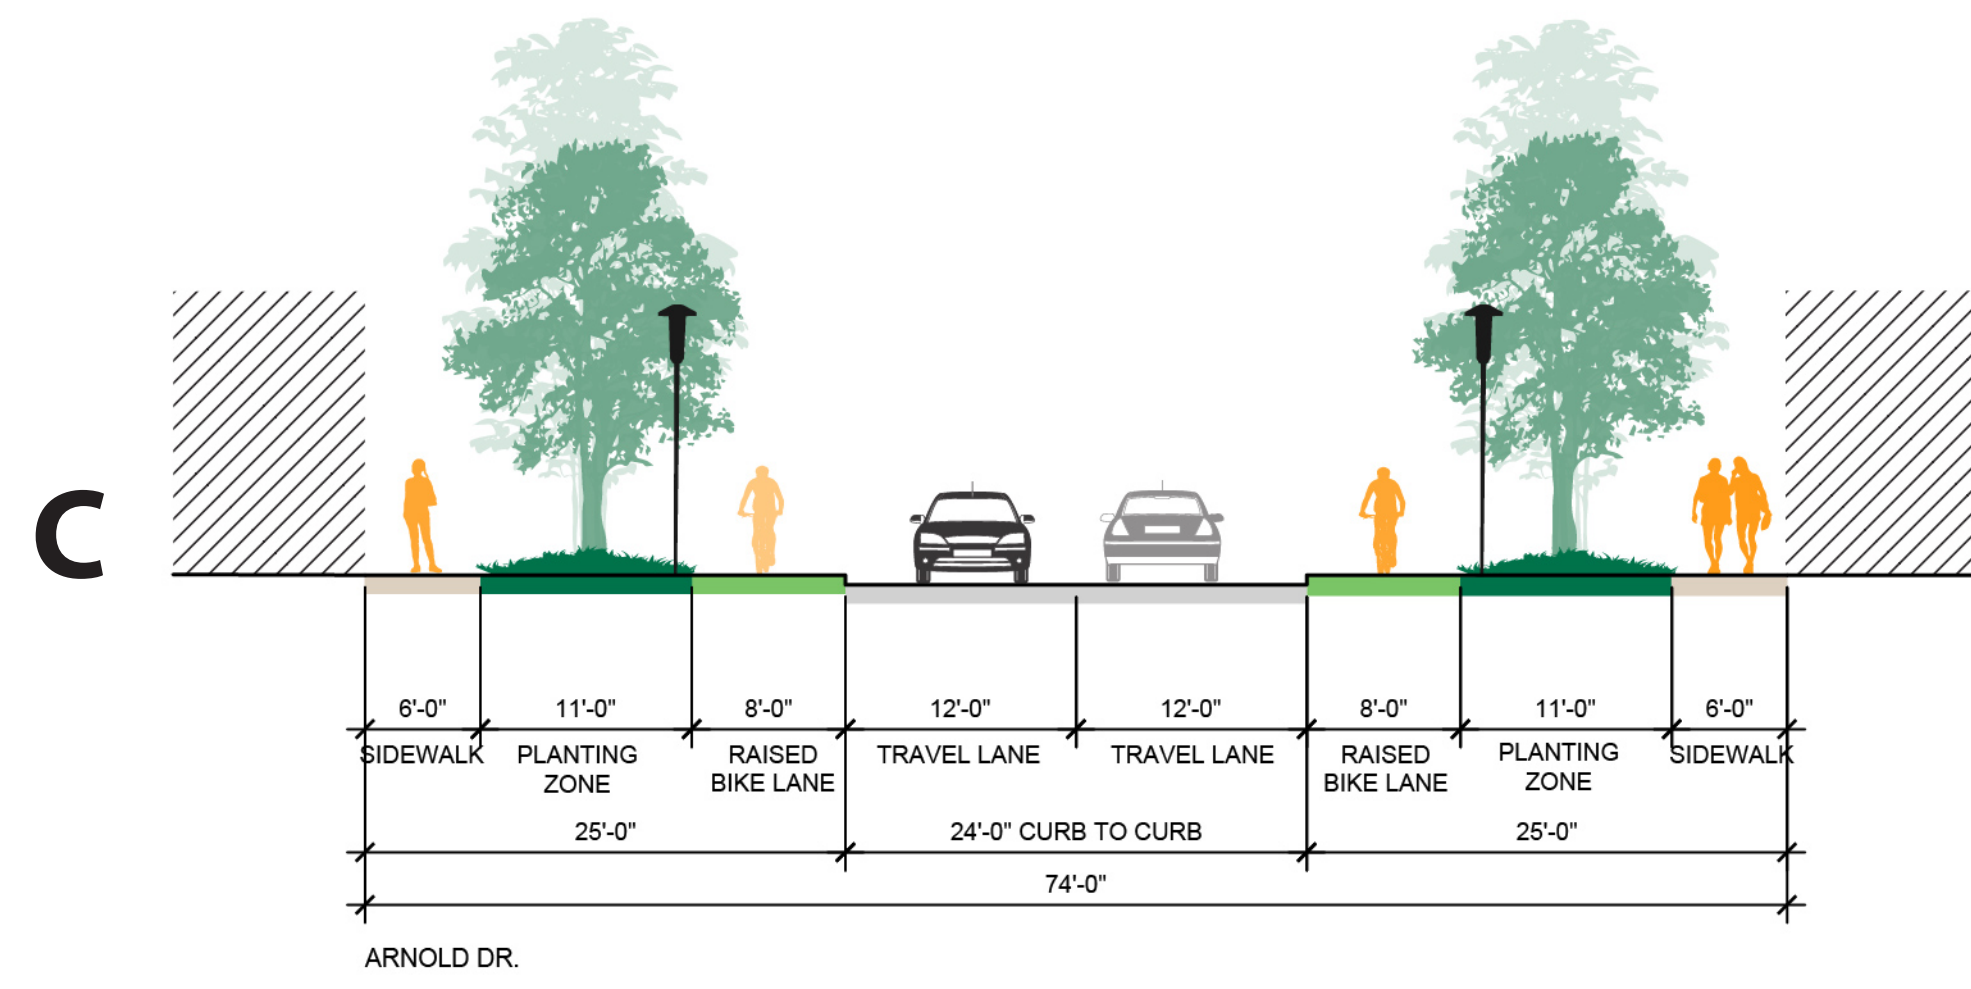 C
6'-0" 11'-0" 8'-0" 12'-0" 12'-0" 8'-0" 11'-0" 6'-0"
SIDEWALK PLANTING RAISED TRAVEL LANE TRAVEL LANE RAISED PLANTING SIDEWALK
ZONE BIKE LANE BIKE LANE ZONE
25'-0" 24'-0" CURB TO CURB 25'-0"
74'-0"
ARNOLD DR.